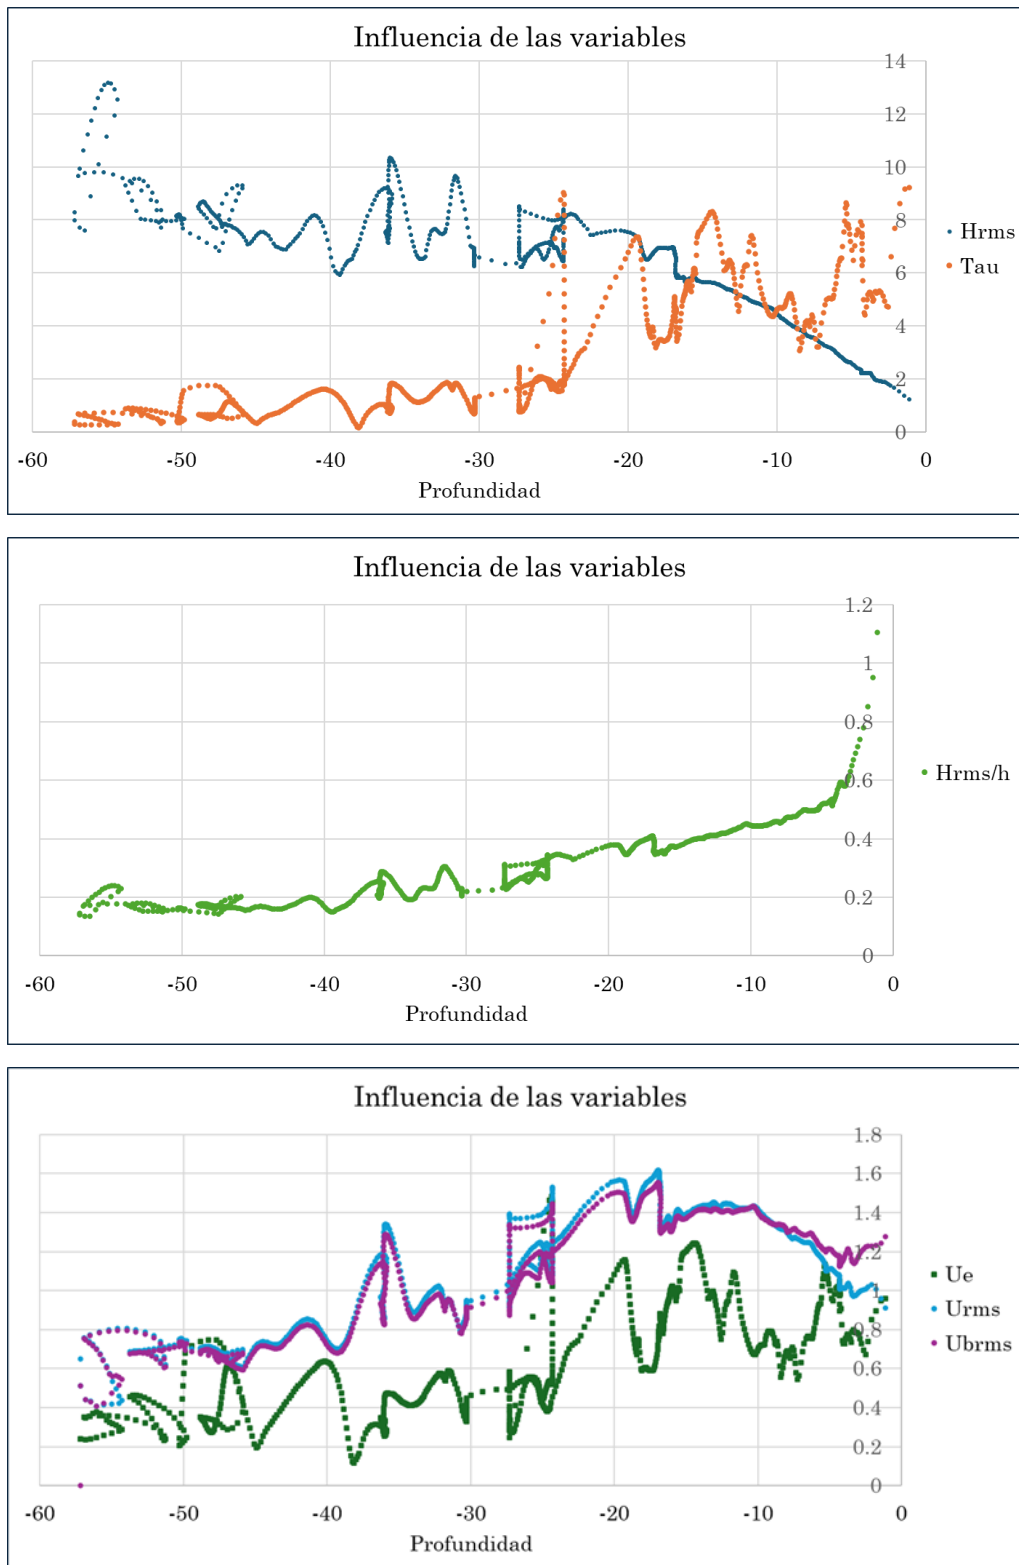 Influencia de las variables
14
12
10
8
6
4
2
0
-60 -50 -40 -30 -20 -10 0
Profundidad
Hrms
Tau
Influencia de las variables
1.2
1
0.8
0.6
0.4
0.2
0
-60 -50 -40 -30 -20 -10 0
Profundidad
Hrms/h
Influencia de las variables
1.8
1.6
1.4
1.2
1
0.8
0.6
0.4
0.2
0
-60 -50 -40 -30 -20 -10 0
Profundidad
Ue
Urms
Ubrms